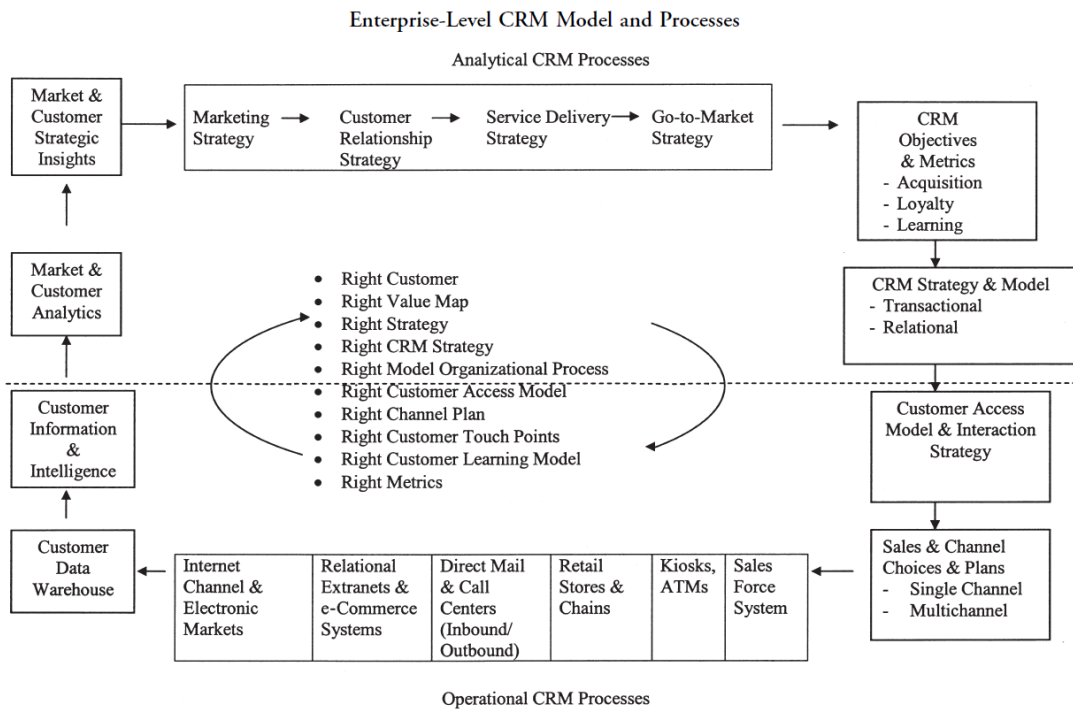 Enterprise-Level CRM Model and Processes
Analytical CRM Processes
Market &
Customer
Strategic
Insights
Marketing
Strategy
Customer
Relationship
Strategy
Service Delivery
Strategy
Go-to-Market
Strategy
CRM
Objectives
& Metrics
- Acquisition
- Loyalty
- Learning
Market &
Customer
Analytics
• Right Customer
• Right Value Map
• Right Strategy
• Right CRM Strategy
• Right Model Organizational Process
• Right Customer Access Model
• Right Channel Plan
• Right Customer Touch Points
• Right Customer Learning Model
• Right Metrics
CRM Strategy & Model
- Transactional
- Relational
Customer
Information
&
Intelligence
Customer Access
Model & Interaction
Strategy
Customer
Data
Warehouse
Internet
Channel &
Electronic
Markets
Relational
Extranets &
e-Commerce
Systems
Direct Mail
& Call
Centers
(Inbound/
Outbound)
Retail
Stores &
Chains
Kiosks,
ATMs
Sales
Force
System
Sales & Channel
Choices & Plans
- Single Channel
- Multichannel
Operational CRM Processes